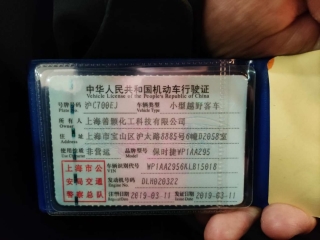 中华人民共和国机动车行驶证
Vehicle License of the People's Republic of China
号牌号码 沪C700EJ 车辆类型 小型越野客车
所有人 上海普颢化工科技有限公司
住址 上海市宝山区沪太路8885号6幢D2058室
使用性质 非营运 品牌型号 保时捷WP1AA295
上海市公
安局交通
警察总队
车辆识别代号 WP1AA2950KLB15018
发动机号码 DLH020322
注册日期 2019-03-11 发证日期 2019-03-11